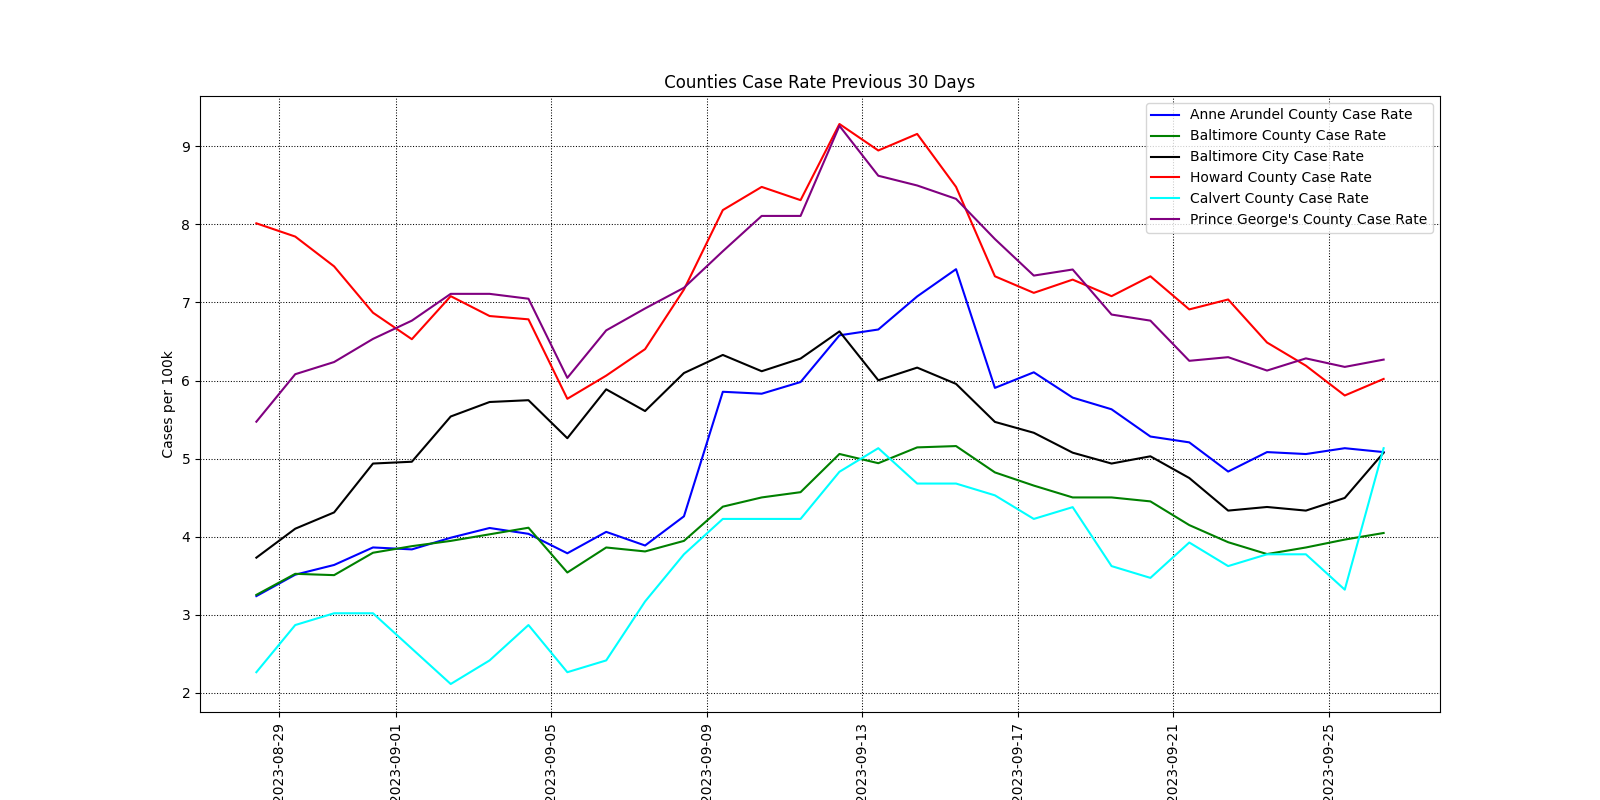 Counties Case Rate Previous 30 Days
Anne Arundel County Case Rate
Baltimore County Case Rate
Baltimore City Case Rate
Howard County Case Rate
Calvert County Case Rate
Prince George's County Case Rate
Cases per 100k
9
8
7
6
5
4
3
2
2023-08-29
2023-09-01
2023-09-05
2023-09-09
2023-09-13
2023-09-17
2023-09-21
2023-09-25